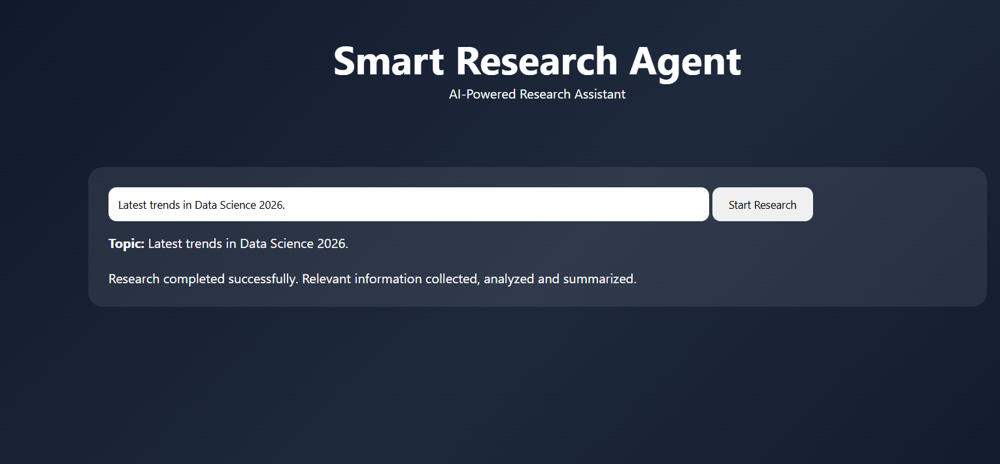 Smart Research Agent
AI-Powered Research Assistant
Latest trends in Data Science 2026.
Start Research
Topic: Latest trends in Data Science 2026.
Research completed successfully. Relevant information collected, analyzed and summarized.